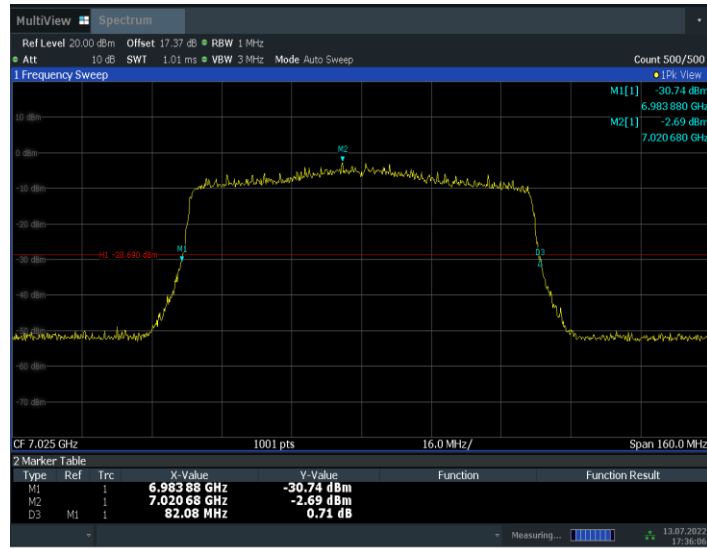 MultiView Spectrum
Ref Level 20.00 dBm Offset 17.37 dB RBW 1 MHz
Att 10 dB SWT 1.01 ms VBW 3 MHz Mode Auto Sweep Count 500/500
1 Frequency Sweep 1Pk View
M1[1] -30.74 dBm
6.983 880 GHz
10 dBm
M2[1] -2.69 dBm
7.020 680 GHz
0 dBm
M2
-10 dBm
-20 dBm
M1
H1 -28.690 dBm
D3
-30 dBm
-40 dBm
-50 dBm
-60 dBm
-70 dBm
CF 7.025 GHz 1001 pts 16.0 MHz/ Span 160.0 MHz
2 Marker Table
Type Ref Trc X-Value Y-Value Function Function Result
M1 1 6.983 88 GHz -30.74 dBm
M2 1 7.020 68 GHz -2.69 dBm
D3 M1 1 82.08 MHz 0.71 dB
Measuring... 13.07.2022
17:36:06